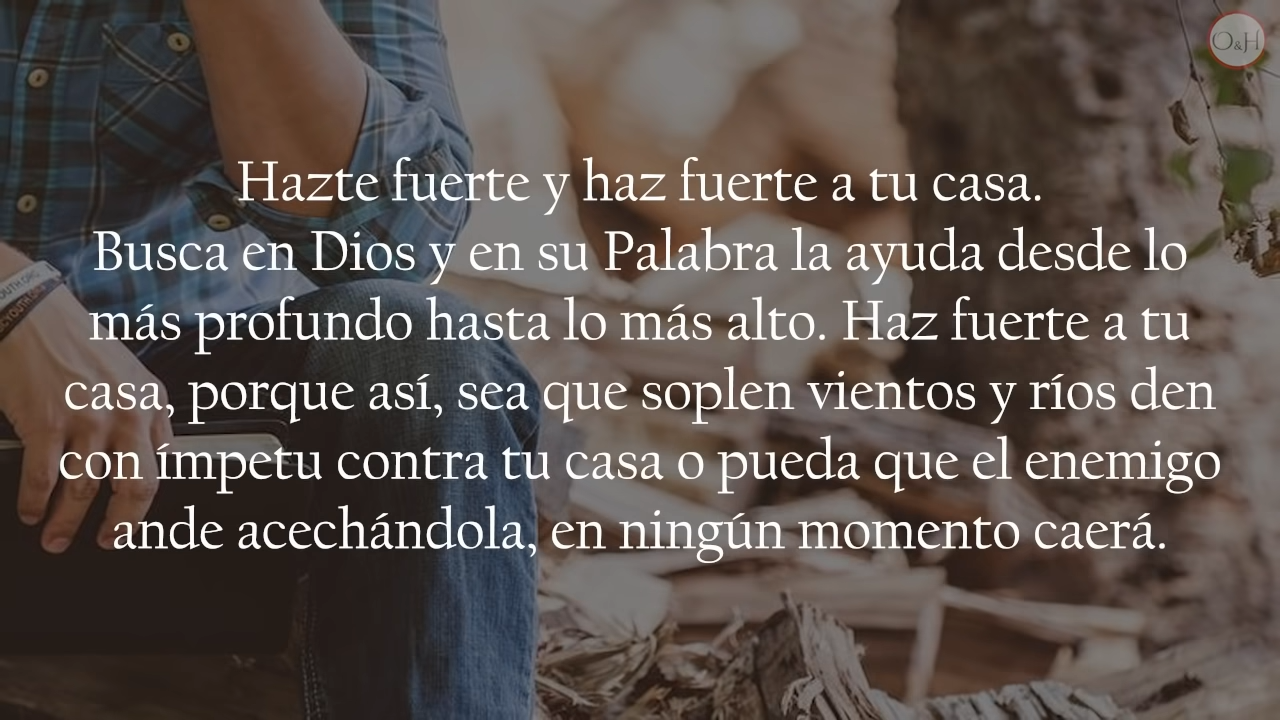 O&H
Hazte fuerte y haz fuerte a tu casa.
Busca en Dios y en su Palabra la ayuda desde lo
más profundo hasta lo más alto. Haz fuerte a tu
casa, porque así, sea que soplen vientos y ríos den
con ímpetu contra tu casa o pueda que el enemigo
ande acechándola, en ningún momento caerá.